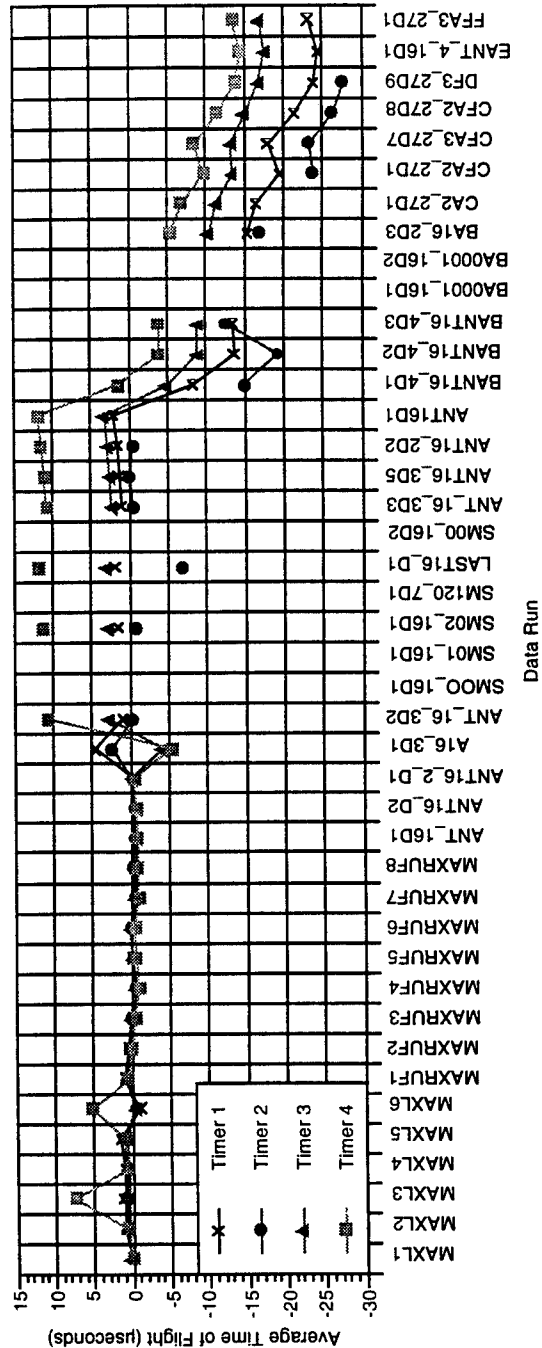 Average Time of Flight (µseconds)
15
10
5
0
-5
-10
-15
-20
-25
-30
Timer 1
Timer 2
Timer 3
Timer 4
MAXL1
MAXL2
MAXL3
MAXL4
MAXL5
MAXL6
MAXRUF1
MAXRUF2
MAXRUF3
MAXRUF4
MAXRUF5
MAXRUF6
MAXRUF7
MAXRUF8
ANT_16D1
ANT16_D2
ANT16_2_D1
A16_3D1
ANT_16_3D2
SMOO_16D1
SM01_16D1
SM02_16D1
SM120_7D1
LAST16_D1
SM00_16D2
ANT_16_3D3
ANT16_3D5
ANT16_2D2
ANT16D1
BANT16_4D1
BANT16_4D2
BANT16_4D3
BA0001_16D1
BA0001_16D2
BA16_2D3
CA2_27D1
CFA2_27D1
CFA3_27D7
CFA2_27D8
DF3_27D9
EANT_4_16D1
FFA3_27D1
Data Run